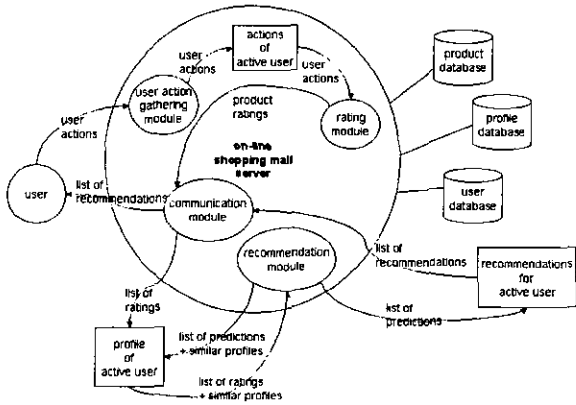 actions
of
active user
user
actions
user
actions
user action
gathering
module
product
ratings
rating
module
product
database
profile
database
user
database
user
actions
on-line
shopping mall
server
user
list of
recommendations
communication
module
recommendation
module
list of
recommendations
recommendations
for
active user
list of
ratings
list of
predictions
profile
of
active user
list of predictions
+ similar profiles
list of ratings
+ similar profiles